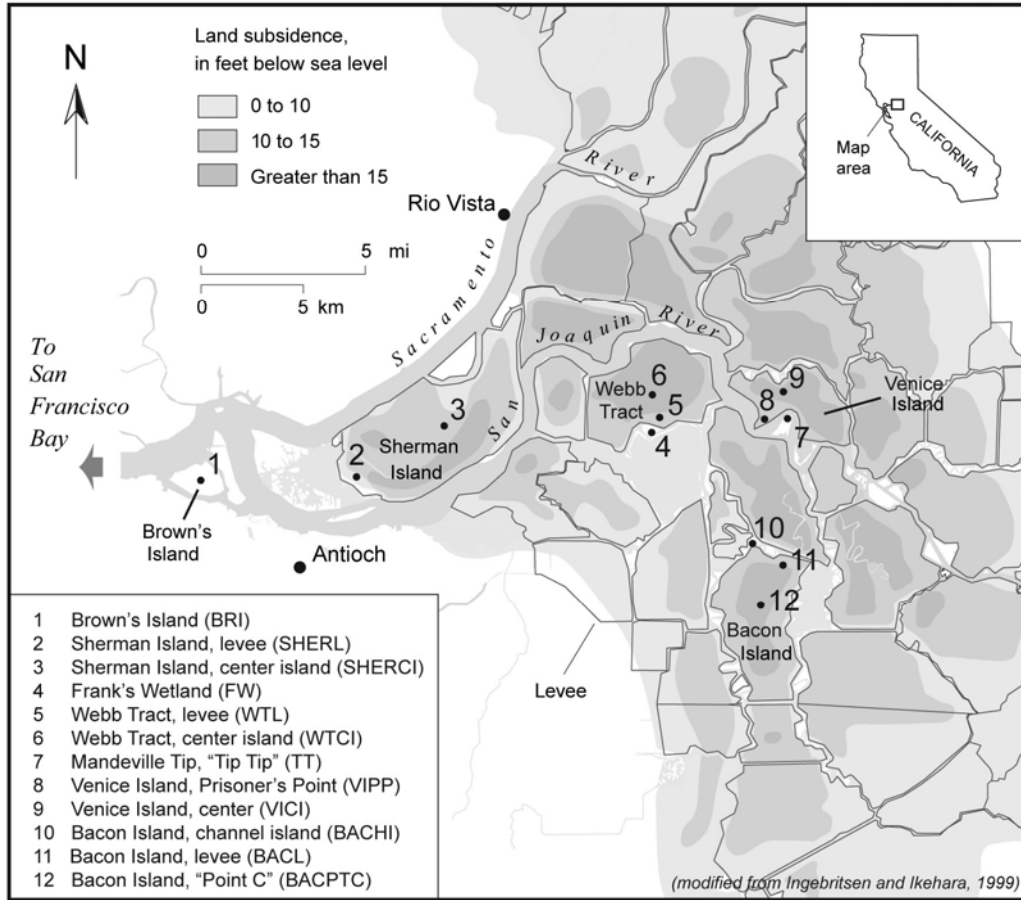 N
Land subsidence,
in feet below sea level
0 to 10
10 to 15
Greater than 15
0 5 mi
0 5 km
CALIFORNIA
Map
area
River
Rio Vista
Sacramento
Joaquin River
San
To
San
Francisco
Bay
1
Brown's
Island
2
3
Sherman
Island
Antioch
6
Webb
Tract
5
4
9
8
7
Venice
Island
10
11
12
Bacon
Island
Levee
1 Brown's Island (BRI)
2 Sherman Island, levee (SHERL)
3 Sherman Island, center island (SHERCI)
4 Frank's Wetland (FW)
5 Webb Tract, levee (WTL)
6 Webb Tract, center island (WTCI)
7 Mandeville Tip, “Tip Tip” (TT)
8 Venice Island, Prisoner's Point (VIPP)
9 Venice Island, center (VICI)
10 Bacon Island, channel island (BACHI)
11 Bacon Island, levee (BACL)
12 Bacon Island, “Point C” (BACPTC)
(modified from Ingebritsen and Ikehara, 1999)